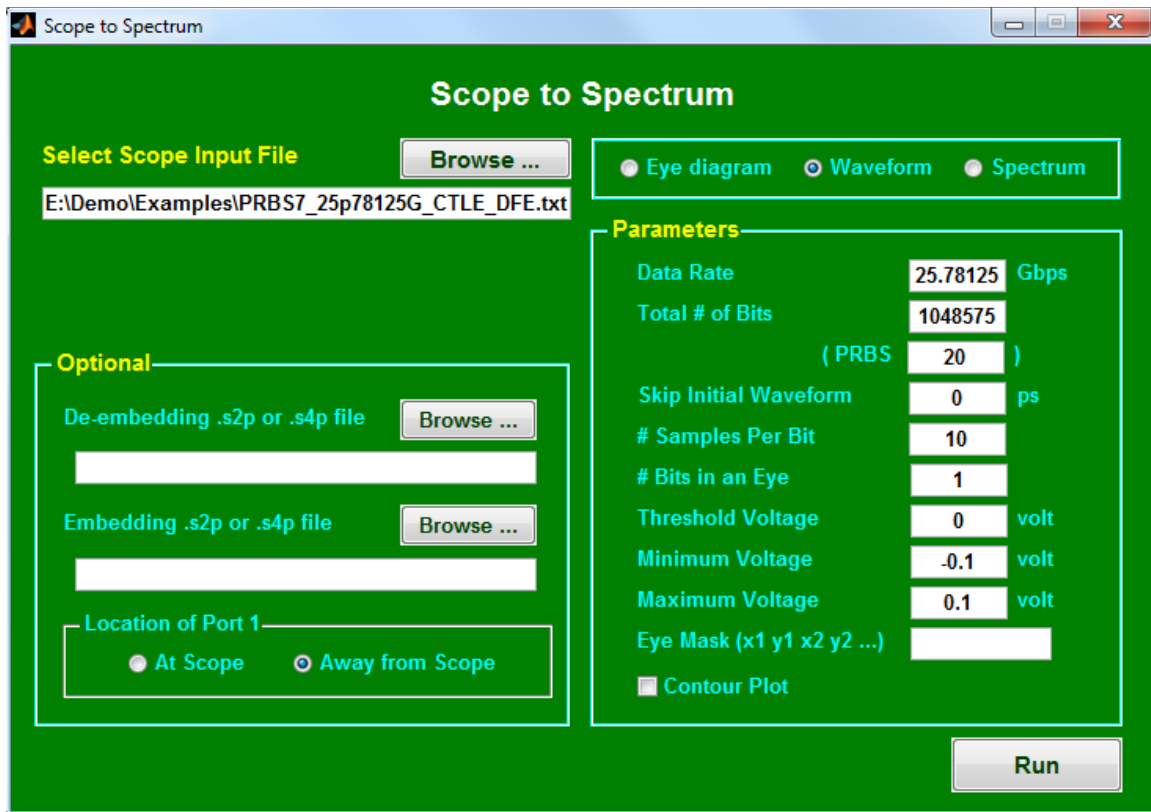 Scope to Spectrum
Scope to Spectrum
Select Scope Input File
Browse ...
E:\Demo\Examples\PRBS7_25p78125G_CTLE_DFE.txt
Eye diagram Waveform Spectrum
Optional
De-embedding .s2p or .s4p file
Browse ...
Embedding .s2p or .s4p file
Browse ...
Location of Port 1
At Scope Away from Scope
Parameters
Data Rate 25.78125 Gbps
Total # of Bits 1048575
( PRBS 20 )
Skip Initial Waveform 0 ps
# Samples Per Bit 10
# Bits in an Eye 1
Threshold Voltage 0 volt
Minimum Voltage -0.1 volt
Maximum Voltage 0.1 volt
Eye Mask (x1 y1 x2 y2 ...)
Contour Plot
Run